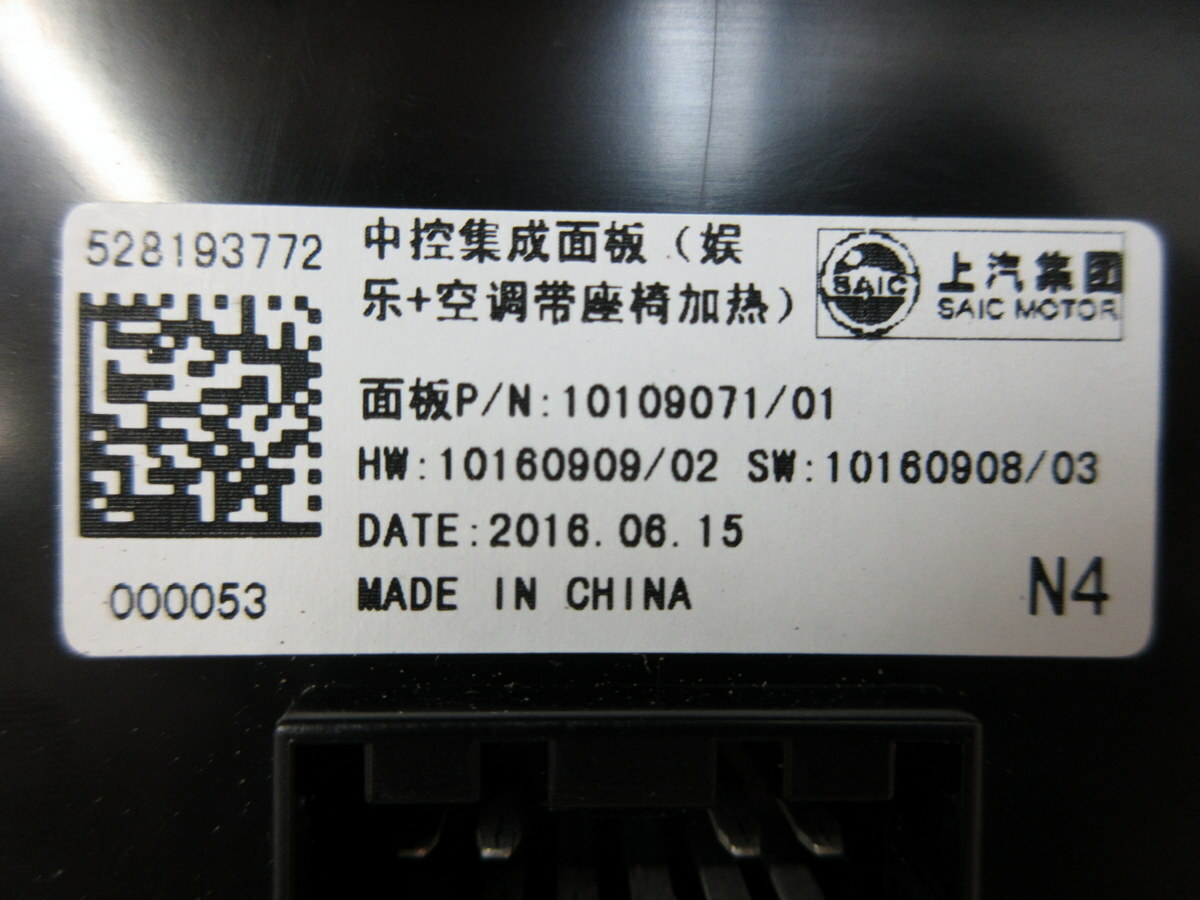 528193772
中控集成面板（娱
乐+空调带座椅加热）
SAIC
上汽集团
SAIC MOTOR
面板P/N:10109071/01
HW:10160909/02 SW:10160908/03
DATE:2016.06.15
000053
MADE IN CHINA
N4